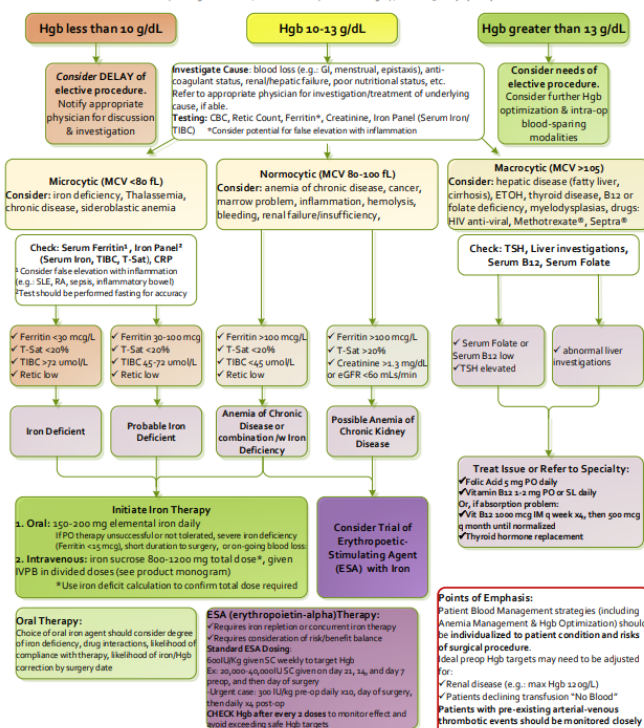 Hgb less than 10 g/dL
Hgb 10-13 g/dL
Hgb greater than 13 g/dL
Consider DELAY of
elective procedure.
Notify appropriate
physician for discussion
& investigation
Investigate Cause: blood loss (e.g.: GI, menstrual, epistaxis), anti-
coagulant status, renal/hepatic failure, poor nutritional status, etc.
Refer to appropriate physician for investigation/treatment of underlying
cause, if able.
Testing: CBC, Retic Count, Ferritin*, Creatinine, Iron Panel (Serum Iron/
TIBC) *Consider potential for false elevation with inflammation
Consider needs of
elective procedure.
Consider further Hgb
optimization & intra-op
blood-sparing
modalities
Microcytic (MCV <80 fL)
Consider: iron deficiency, Thalassemia,
chronic disease, sideroblastic anemia
Normocytic (MCV 80-100 fL)
Consider: anemia of chronic disease, cancer,
marrow problem, inflammation, hemolysis,
bleeding, renal failure/insufficiency,
Macrocytic (MCV >105)
Consider: hepatic disease (fatty liver,
cirrhosis), ETOH, thyroid disease, B12 or
folate deficiency, myelodysplasias, drugs:
HIV anti-viral, Methotrexate®, Septra®
Check: Serum Ferritin¹, Iron Panel²
(Serum Iron, TIBC, T-Sat), CRP
¹ Consider false elevation with inflammation
(e.g.: SLE, RA, sepsis, inflammatory bowel)
²Test should be performed fasting for accuracy
Check: TSH, Liver investigations,
Serum B12, Serum Folate
✓ Ferritin <30 mcg/L
✓ T-Sat <20%
✓ TIBC >72 umol/L
✓ Retic low
✓ Ferritin 30-100 mcg
✓ T-Sat <20%
✓ TIBC 45-72 umol/L
✓ Retic low
✓ Ferritin >100 mcg/L
✓ T-Sat <20%
✓ TIBC <45 umol/L
✓ Retic low
✓ Ferritin >100 mcg/L
✓ T-Sat >20%
✓ Creatinine >1.3 mg/dL
or eGFR <60 mLs/min
✓ Serum Folate or
Serum B12 low
✓TSH elevated
✓ abnormal liver
investigations
Iron Deficient
Probable Iron
Deficient
Anemia of Chronic
Disease or
combination /w Iron
Deficiency
Possible Anemia of
Chronic Kidney
Disease
Treat Issue or Refer to Specialty:
✓Folic Acid 5 mg PO daily
✓Vitamin B12 1-2 mg PO or SL daily
Or, if absorption problem:
✓Vit B12 1000 mcg IM q week x4, then 500 mcg
q month until normalized
✓Thyroid hormone replacement
Initiate Iron Therapy
1. Oral: 150-200 mg elemental iron daily
If PO therapy unsuccessful or not tolerated, severe iron deficiency
(Ferritin <15 mcg), short duration to surgery, or on-going blood loss:
2. Intravenous: iron sucrose 800-1200 mg total dose*, given
IVPB in divided doses (see product monogram)
*Use iron deficit calculation to confirm total dose required
Consider Trial of
Erythropoetic-
Stimulating Agent
(ESA) with Iron
Oral Therapy:
Choice of oral iron agent should consider degree
of iron deficiency, drug interactions, likelihood of
compliance with therapy, likelihood of iron/Hgb
correction by surgery date
ESA (erythropoietin-alpha)Therapy:
✓Requires iron repletion or concurrent iron therapy
✓Requires consideration of risk/benefit balance
Standard ESA Dosing:
600IU/Kg given SC weekly to target Hgb
Ex: 20,000-40,000IU SC given on day 21, 14, and day 7
preop, and then day of surgery
-Urgent case: 300 IU/kg pre-op daily x10, day of surgery,
then daily x4 post-op
CHECK Hgb after every 2 doses to monitor effect and
avoid exceeding safe Hgb targets
Points of Emphasis:
Patient Blood Management strategies (including
Anemia Management & Hgb Optimization) should
be individualized to patient condition and risks
of surgical procedure.
Ideal preop Hgb targets may need to be adjusted
for:
✓Renal disease (e.g.: max Hgb 120g/L)
✓Patients declining transfusion "No Blood"
Patients with pre-existing arterial-venous
thrombotic events should be monitored closely